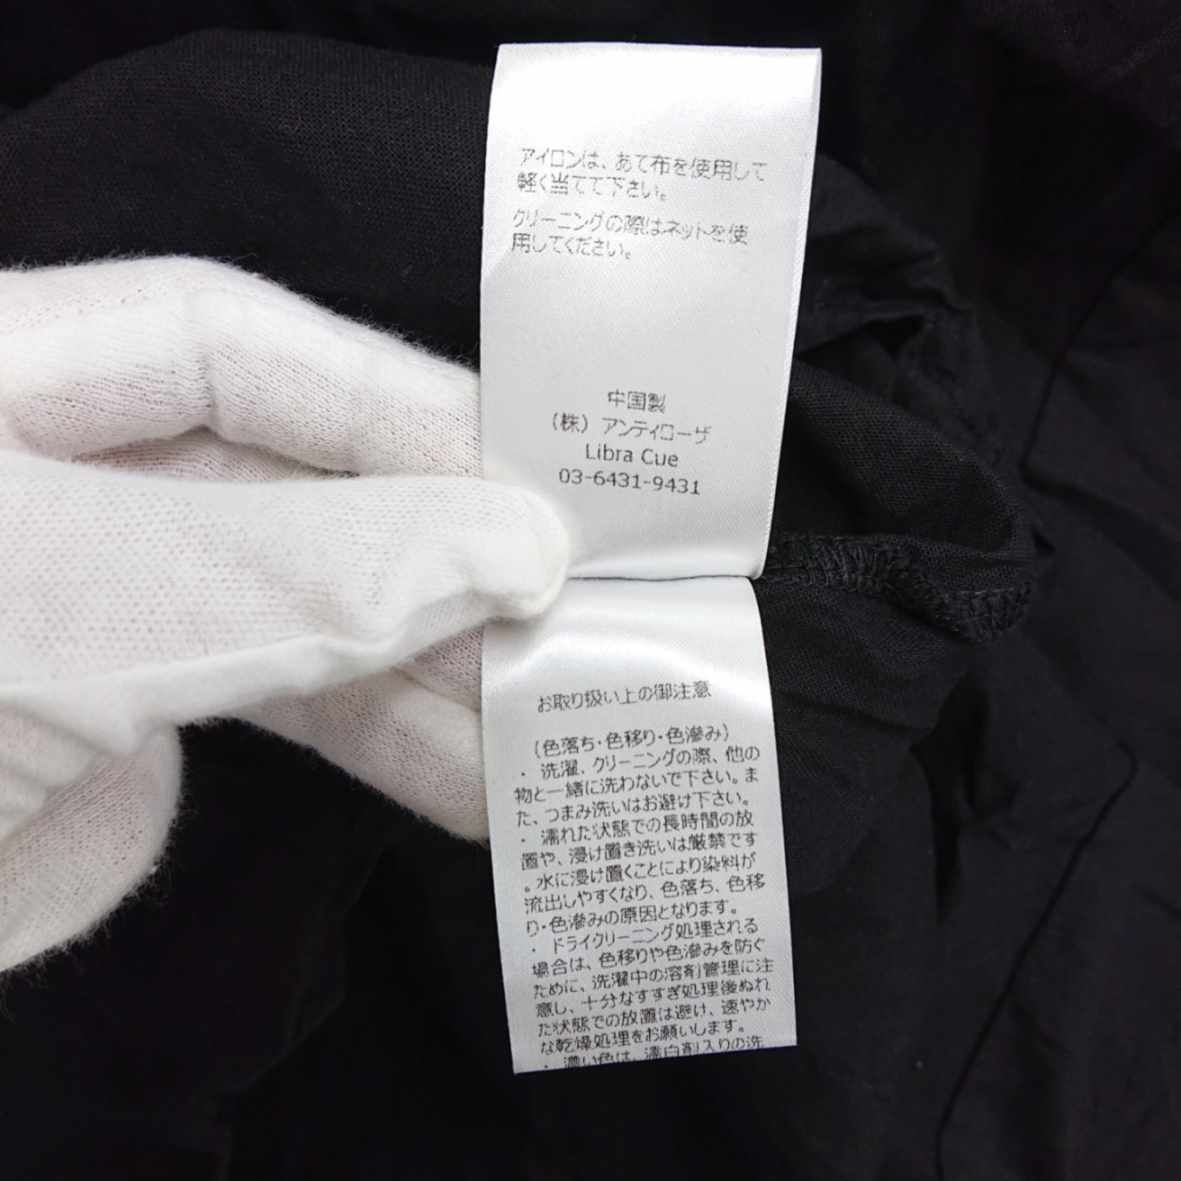 アイロンは、あて布を使用して
軽く当てて下さい。
クリーニングの際はネットを使
用してください。
中国製
（株）アンティローザ
Libra Cue
03-6431-9431
お取り扱い上の御注意
（色落ち・色移り・色滲み）
・洗濯、クリーニングの際、他の
物と一緒に洗わないで下さい。ま
た、つまみ洗いはお避け下さい。
・濡れた状態での長時間の放
置や、浸け置き洗いは厳禁です
。水に浸け置くことにより染料が
流出しやすくなり、色落ち、色移
り・色滲みの原因となります。
・ドライクリーニング処理される
場合は、色移りや色滲みを防ぐ
ために、洗濯中の溶剤管理に注
意し、十分なすすぎ処理後ぬれ
た状態での放置は避け、速やか
な乾燥処理をお願いします。
・濃い色は、漂白剤入りの洗